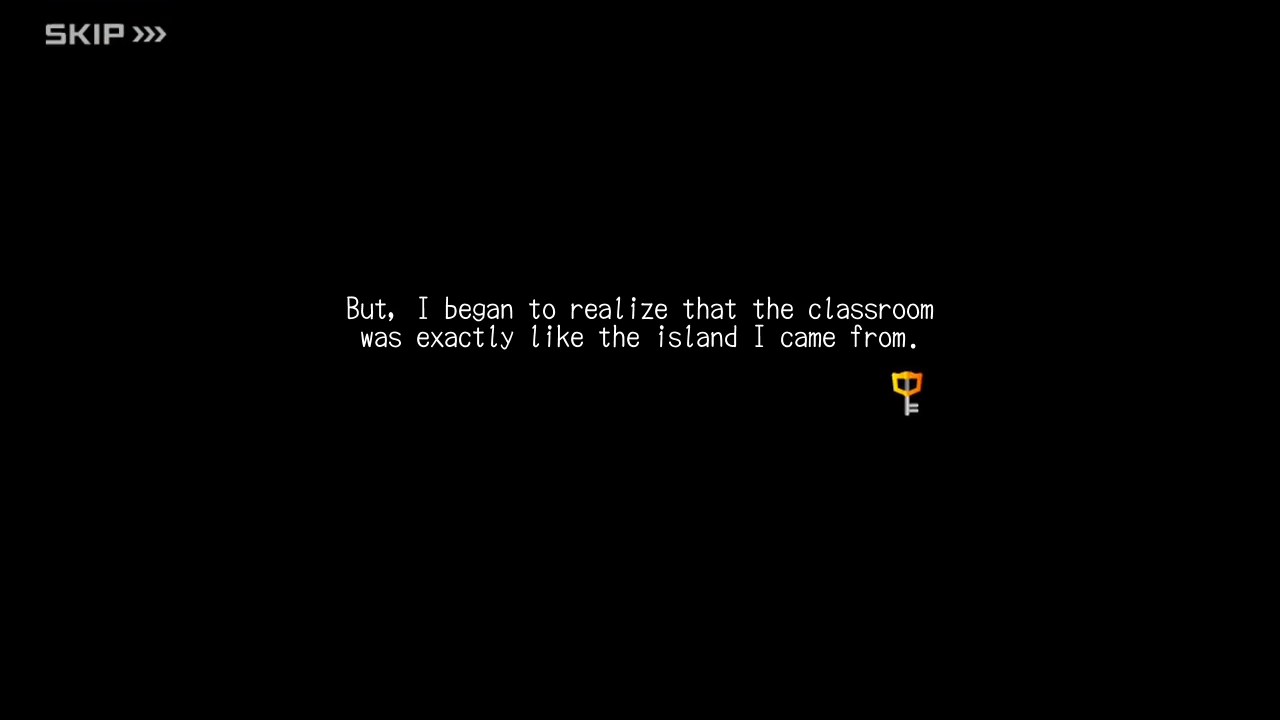 SKIP >>>
But, I began to realize that the classroom
was exactly like the island I came from.